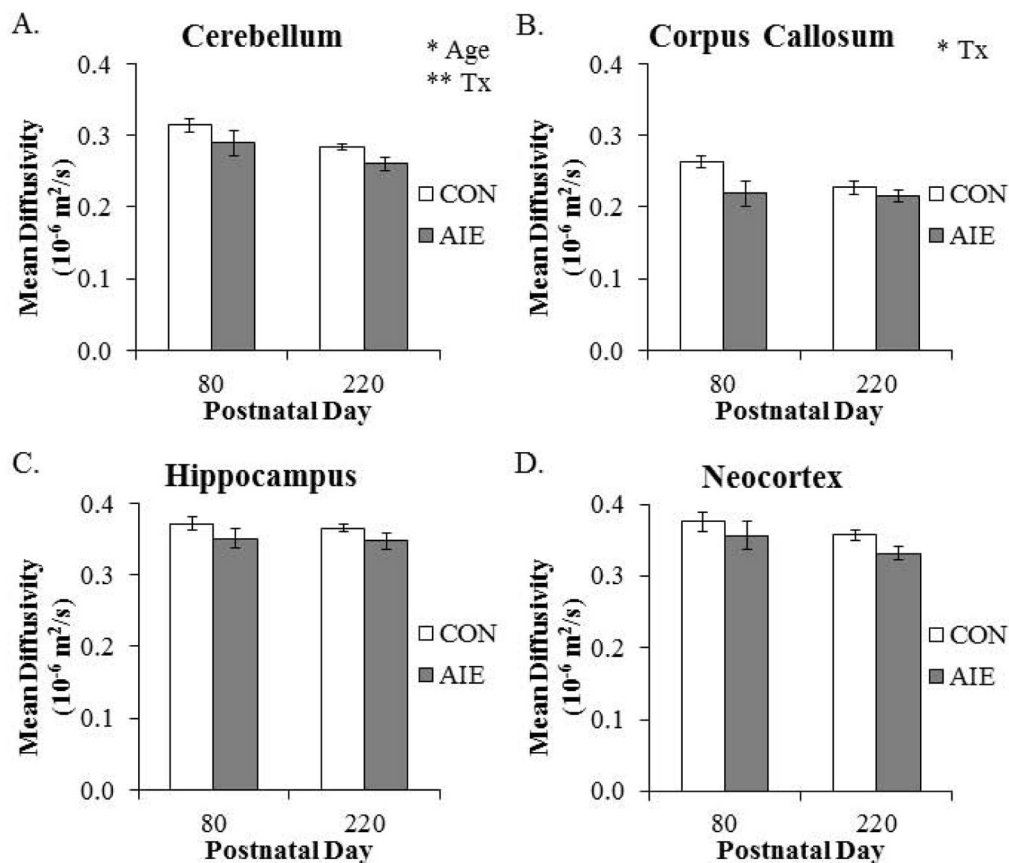 A.
Cerebellum
* Age
** Tx
Mean Diffusivity
(10⁻⁶ m²/s)
0.4
0.3
0.2
0.1
0.0
CON
AIE
80
220
Postnatal Day
B.
Corpus Callosum
* Tx
Mean Diffusivity
(10⁻⁶ m²/s)
0.4
0.3
0.2
0.1
0.0
CON
AIE
80
220
Postnatal Day
C.
Hippocampus
Mean Diffusivity
(10⁻⁶ m²/s)
0.4
0.3
0.2
0.1
0.0
CON
AIE
80
220
Postnatal Day
D.
Neocortex
Mean Diffusivity
(10⁻⁶ m²/s)
0.4
0.3
0.2
0.1
0.0
CON
AIE
80
220
Postnatal Day